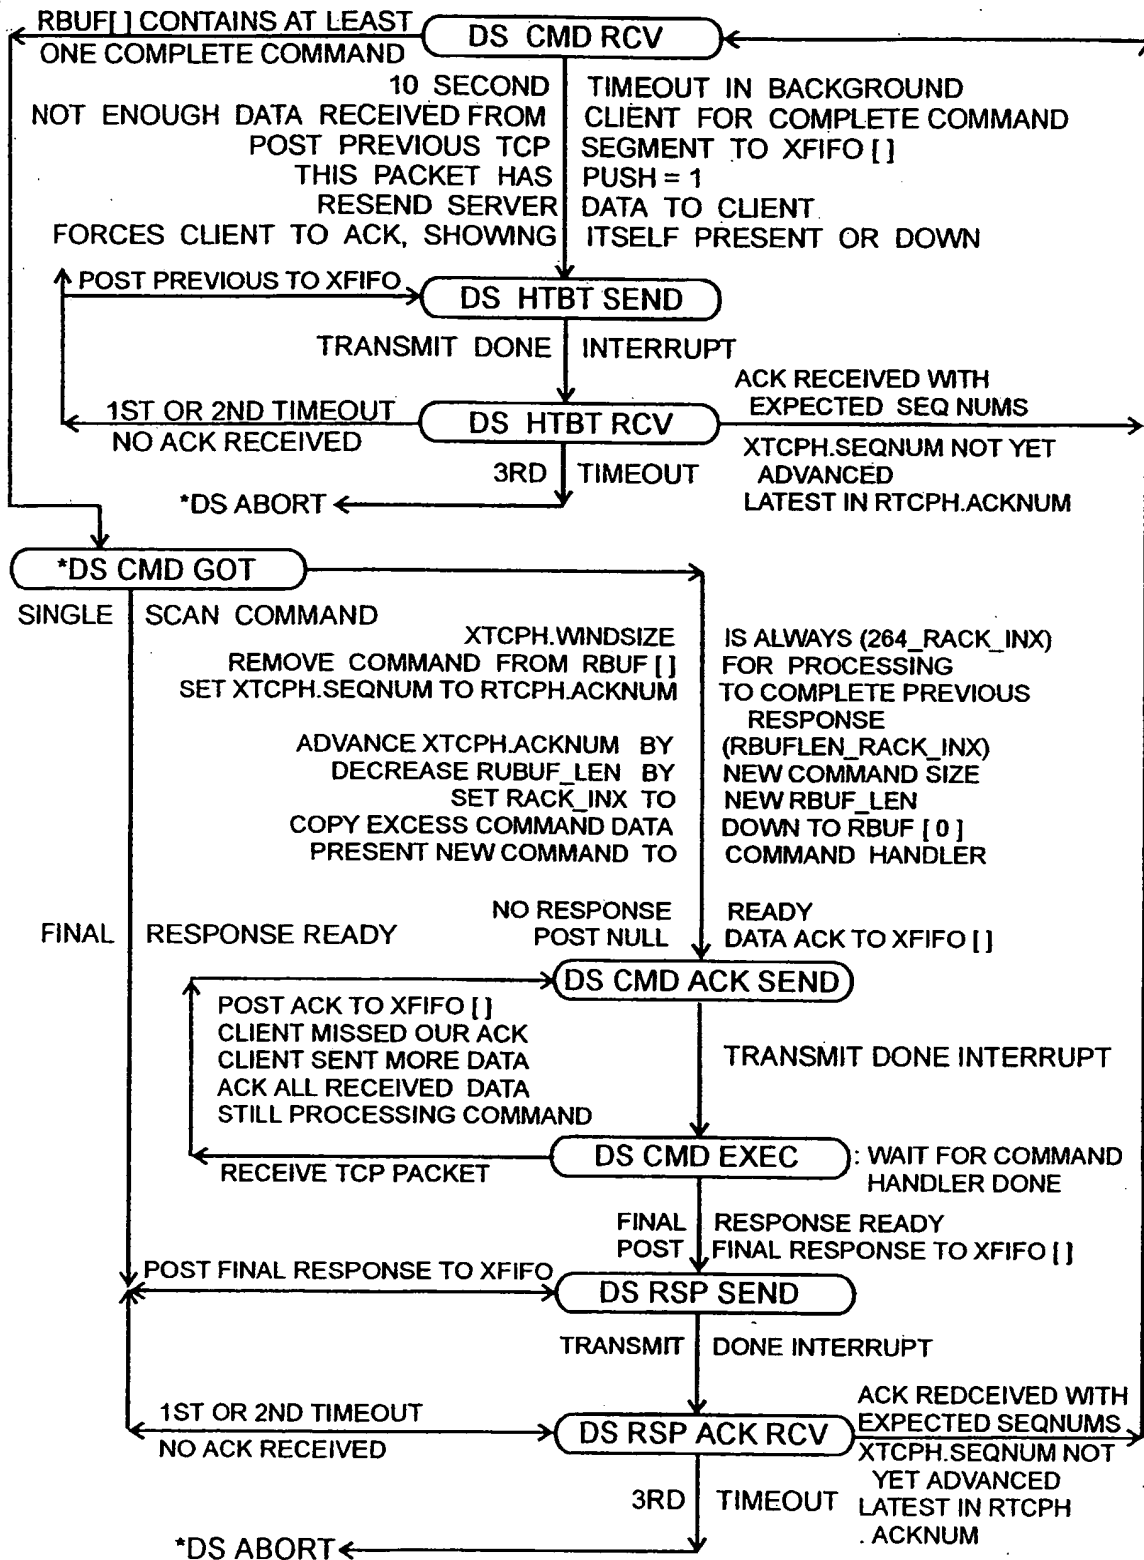 RBUF[ ] CONTAINS AT LEAST
ONE COMPLETE COMMAND
DS CMD RCV
10 SECOND TIMEOUT IN BACKGROUND
NOT ENOUGH DATA RECEIVED FROM CLIENT FOR COMPLETE COMMAND
POST PREVIOUS TCP SEGMENT TO XFIFO [ ]
THIS PACKET HAS PUSH = 1
RESEND SERVER DATA TO CLIENT
FORCES CLIENT TO ACK, SHOWING ITSELF PRESENT OR DOWN
POST PREVIOUS TO XFIFO
DS HTBT SEND
TRANSMIT DONE INTERRUPT
1ST OR 2ND TIMEOUT
NO ACK RECEIVED
DS HTBT RCV
ACK RECEIVED WITH
EXPECTED SEQ NUMS
XTCPH.SEQNUM NOT YET
ADVANCED
LATEST IN RTCPH.ACKNUM
3RD TIMEOUT
*DS ABORT
*DS CMD GOT
SINGLE SCAN COMMAND
XTCPH.WINDSIZE IS ALWAYS (264_RACK_INX)
REMOVE COMMAND FROM RBUF [ ] FOR PROCESSING
SET XTCPH.SEQNUM TO RTCPH.ACKNUM TO COMPLETE PREVIOUS
RESPONSE
ADVANCE XTCPH.ACKNUM BY (RBUFLEN_RACK_INX)
DECREASE RUBUF_LEN BY NEW COMMAND SIZE
SET RACK_INX TO NEW RBUF_LEN
COPY EXCESS COMMAND DATA DOWN TO RBUF [ 0 ]
PRESENT NEW COMMAND TO COMMAND HANDLER
NO RESPONSE READY
POST NULL DATA ACK TO XFIFO [ ]
FINAL RESPONSE READY
DS CMD ACK SEND
POST ACK TO XFIFO [ ]
CLIENT MISSED OUR ACK
CLIENT SENT MORE DATA
ACK ALL RECEIVED DATA
STILL PROCESSING COMMAND
TRANSMIT DONE INTERRUPT
RECEIVE TCP PACKET
DS CMD EXEC
: WAIT FOR COMMAND
HANDLER DONE
FINAL RESPONSE READY
POST FINAL RESPONSE TO XFIFO [ ]
POST FINAL RESPONSE TO XFIFO
DS RSP SEND
TRANSMIT DONE INTERRUPT
1ST OR 2ND TIMEOUT
NO ACK RECEIVED
DS RSP ACK RCV
ACK REDCEIVED WITH
EXPECTED SEQNUMS
XTCPH.SEQNUM NOT
YET ADVANCED
LATEST IN RTCPH
. ACKNUM
3RD TIMEOUT
*DS ABORT